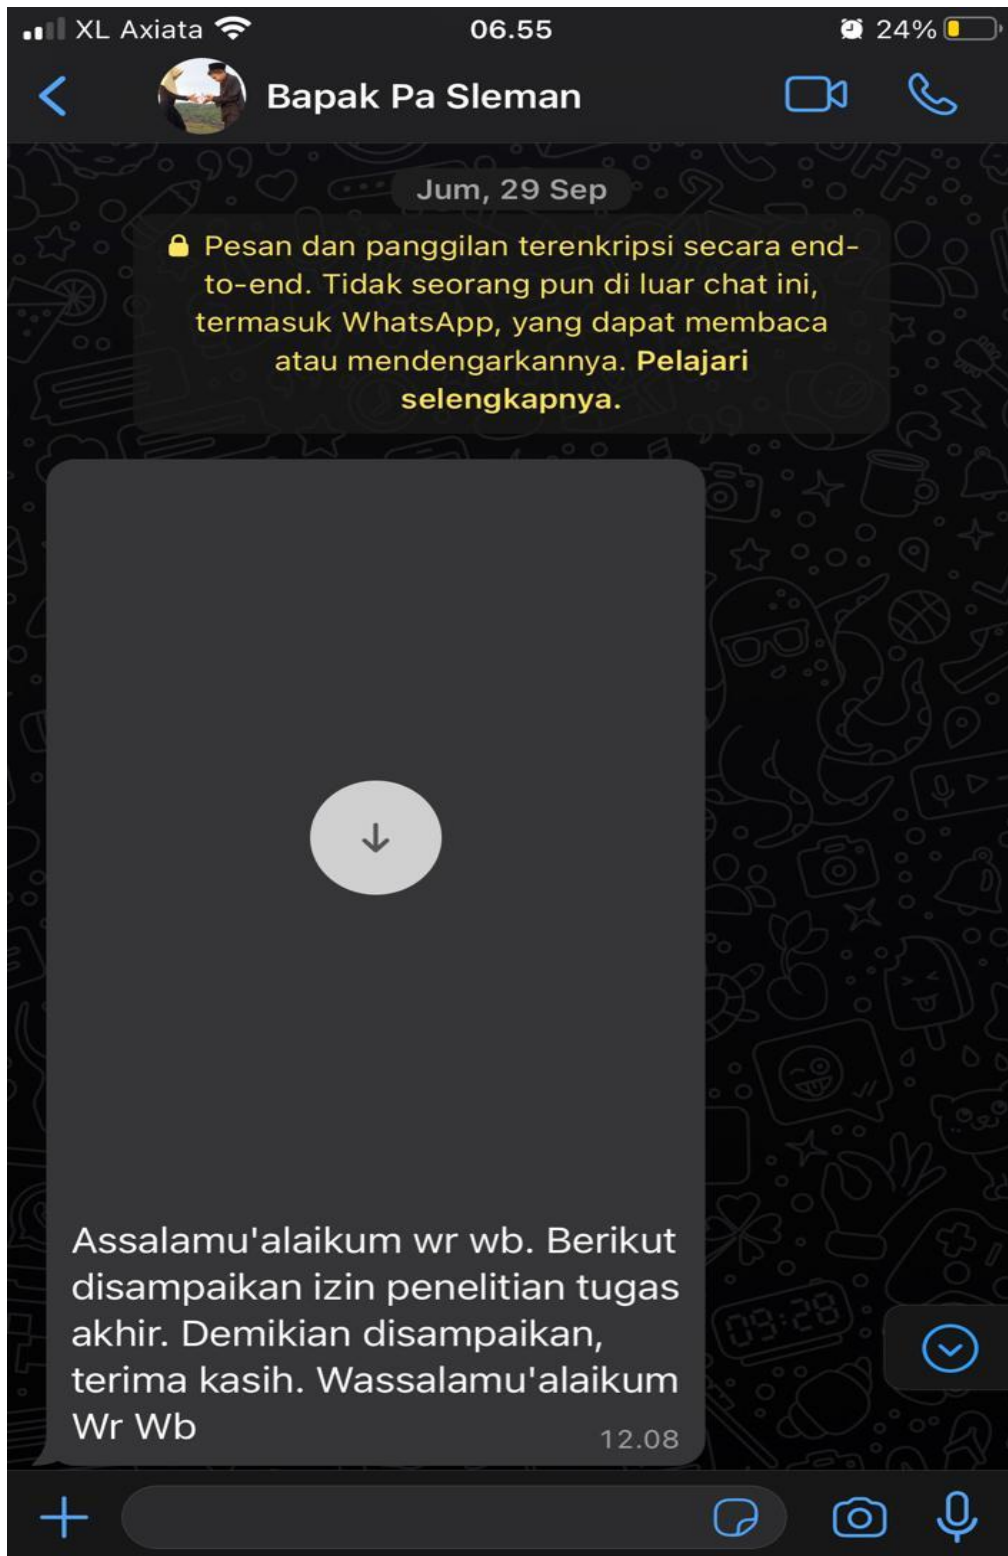 XL Axiata 06.55 24%
Bapak Pa Sleman
Jum, 29 Sep
Pesan dan panggilan terenkripsi secara end-
to-end. Tidak seorang pun di luar chat ini,
termasuk WhatsApp, yang dapat membaca
atau mendengarkannya. Pelajari
selengkapnya.
Assalamu'alaikum wr wb. Berikut
disampaikan izin penelitian tugas
akhir. Demikian disampaikan,
terima kasih. Wassalamu'alaikum
Wr Wb
12.08